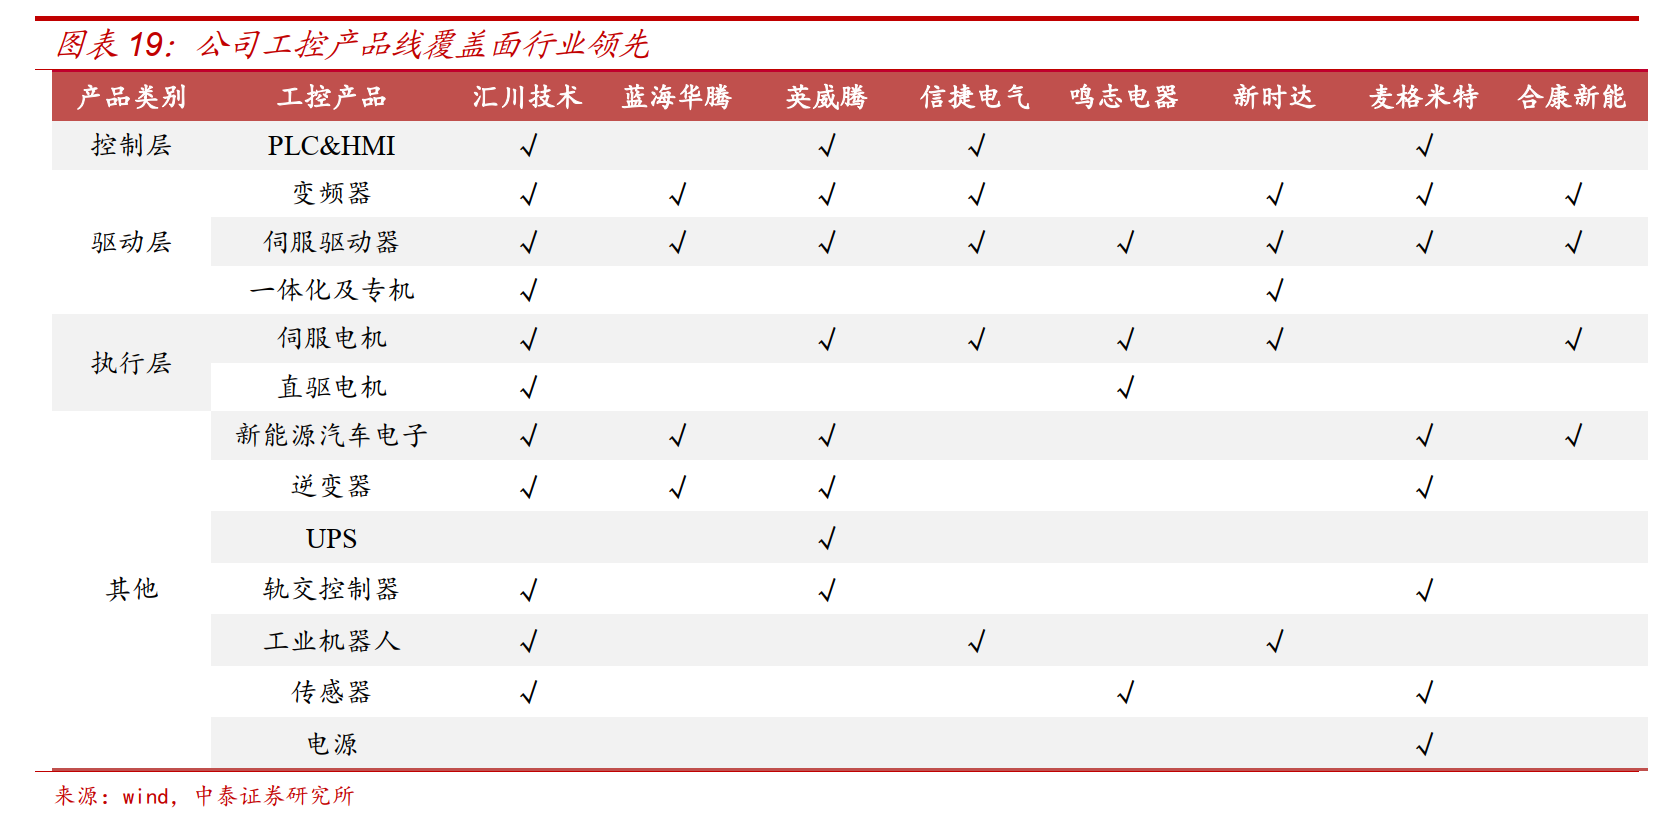 图表 19：公司工控产品线覆盖面行业领先
产品类别 工控产品 汇川技术 蓝海华腾 英威腾 信捷电气 鸣志电器 新时达 麦格米特 合康新能
控制层 PLC&HMI √ √ √ √
变频器 √ √ √ √ √ √ √
驱动层 伺服驱动器 √ √ √ √ √ √ √ √
一体化及专机 √ √
伺服电机 √ √ √ √ √ √
执行层
直驱电机 √ √
新能源汽车电子 √ √ √ √ √
逆变器 √ √ √ √
UPS √
其他 轨交控制器 √ √ √
工业机器人 √ √ √
传感器 √ √ √
电源 √
来源：wind，中泰证券研究所